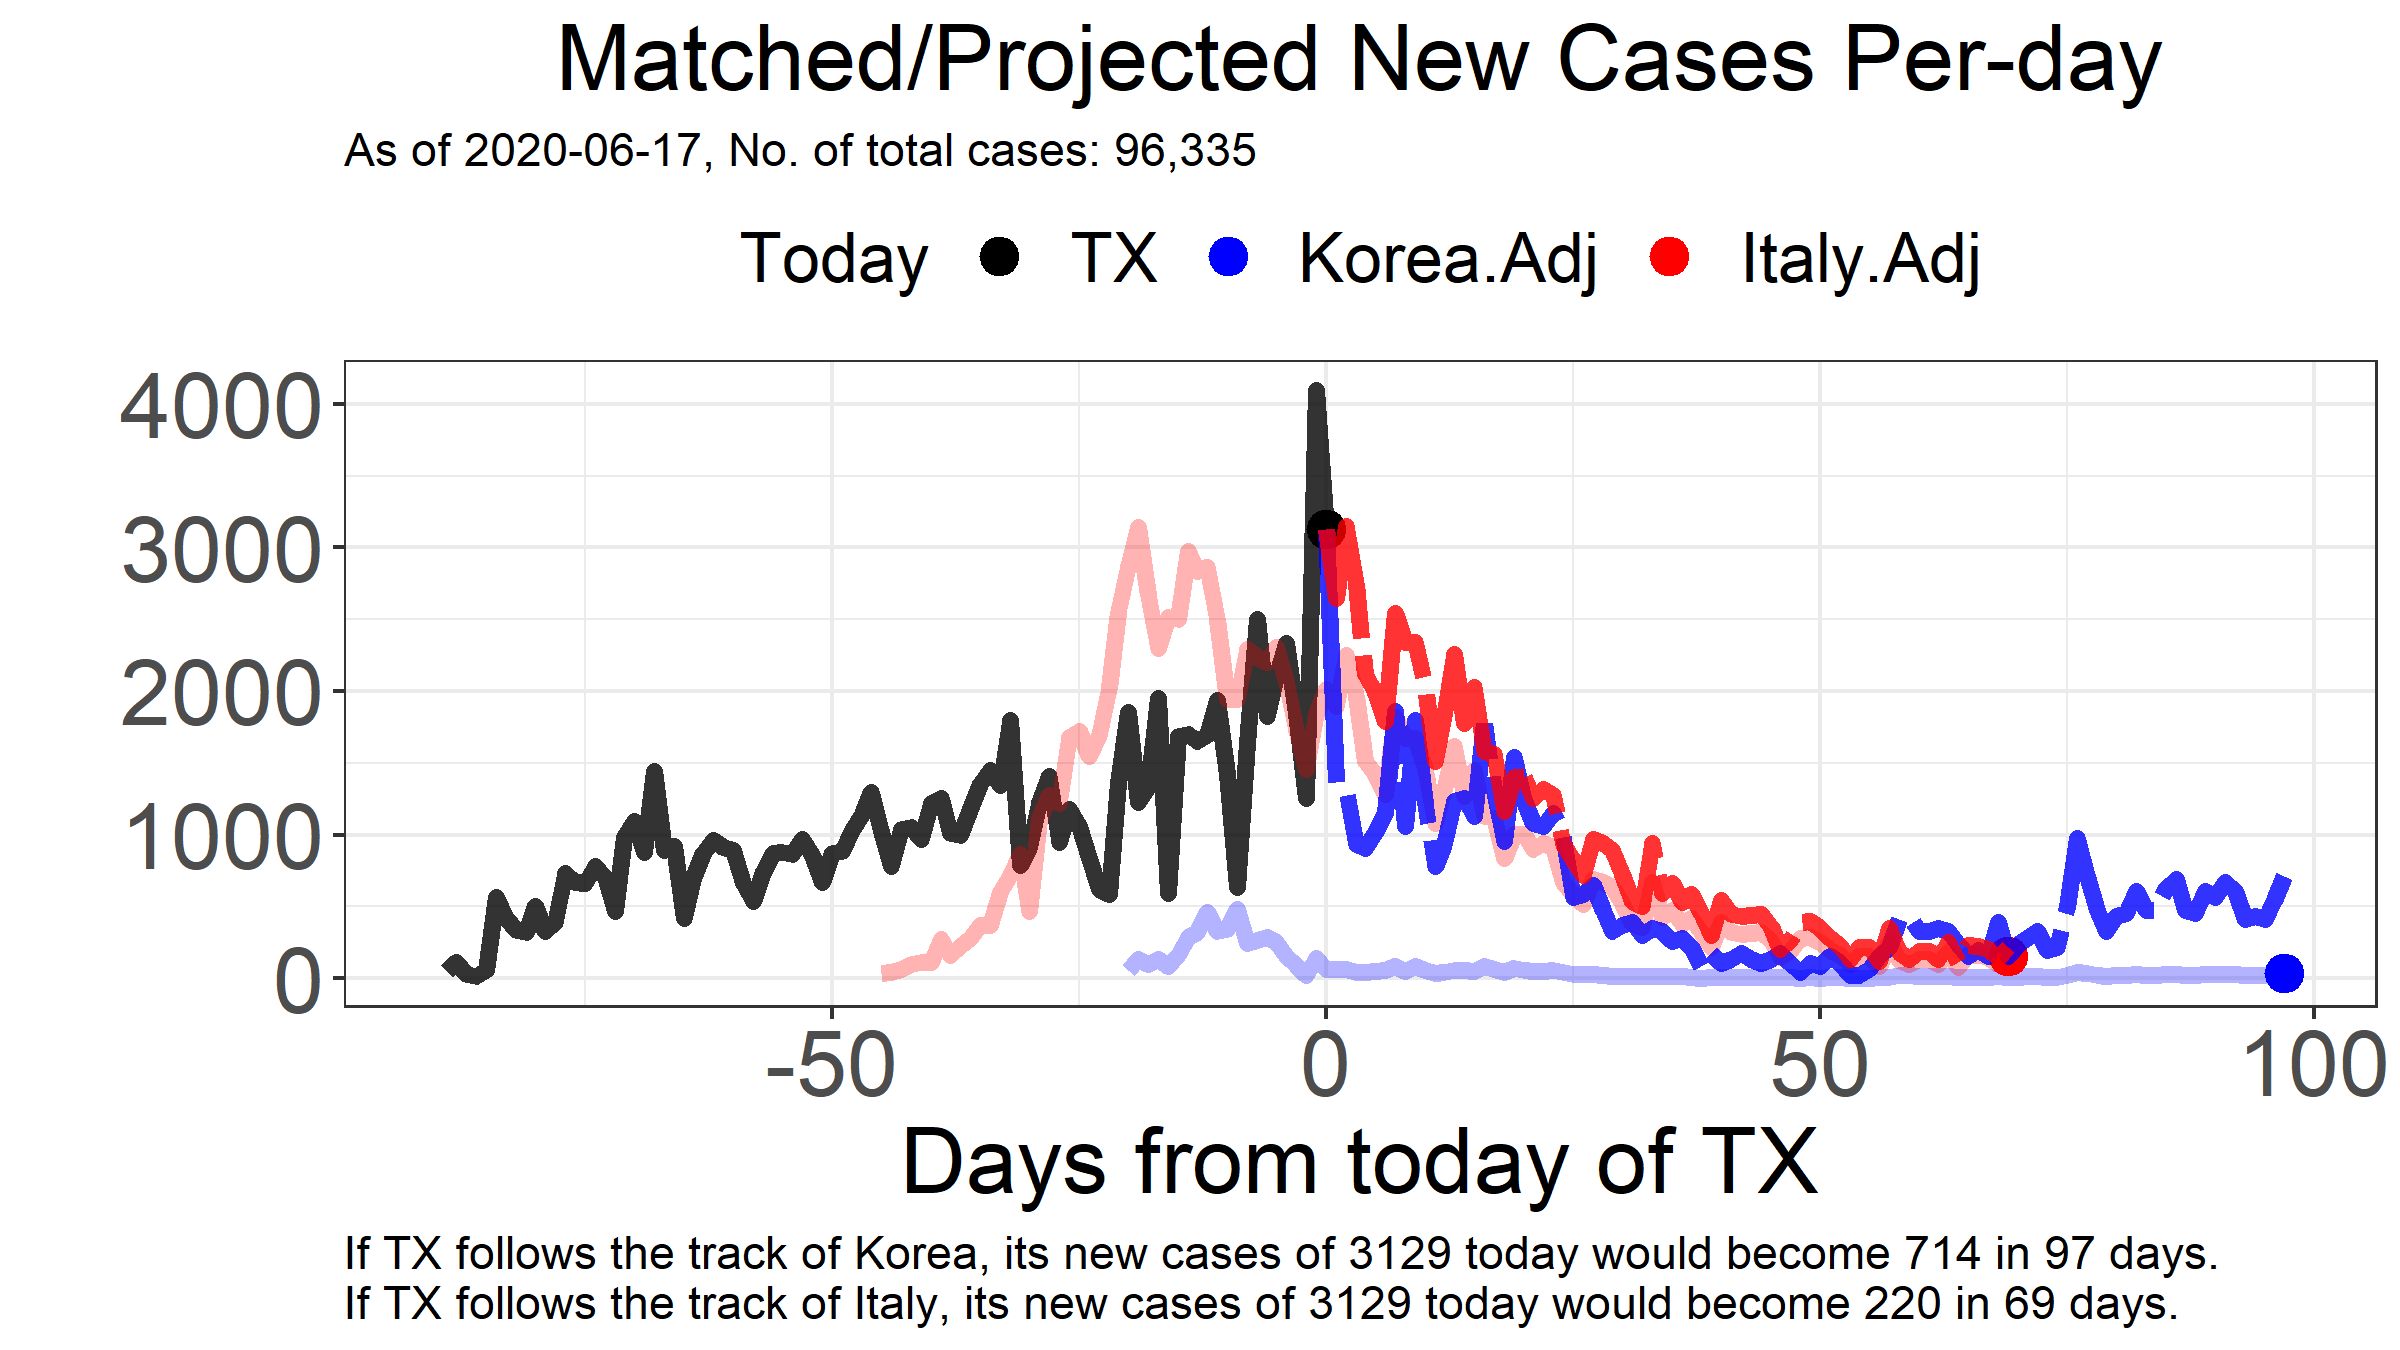 Matched/Projected New Cases Per-day
As of 2020-06-17, No. of total cases: 96,335
Today TX Korea.Adj Italy.Adj
4000
3000
2000
1000
0
-50 0 50 100
Days from today of TX
If TX follows the track of Korea, its new cases of 3129 today would become 714 in 97 days.
If TX follows the track of Italy, its new cases of 3129 today would become 220 in 69 days.